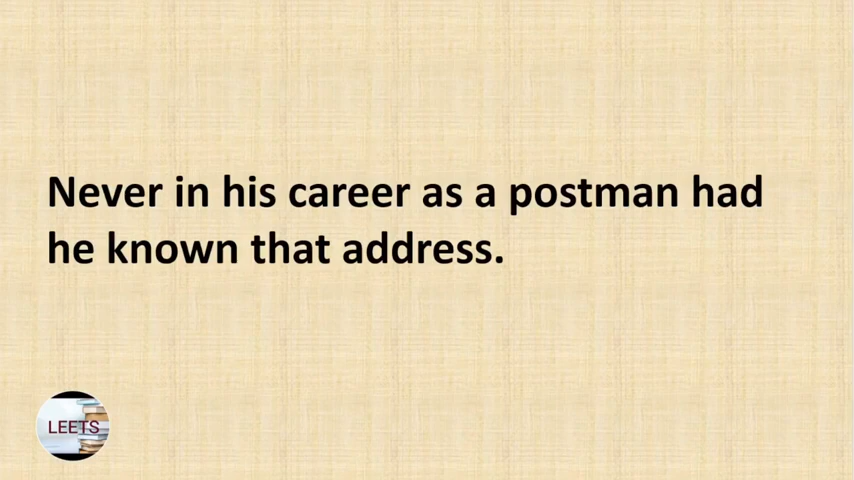 Never in his career as a postman had
he known that address.
LEETS